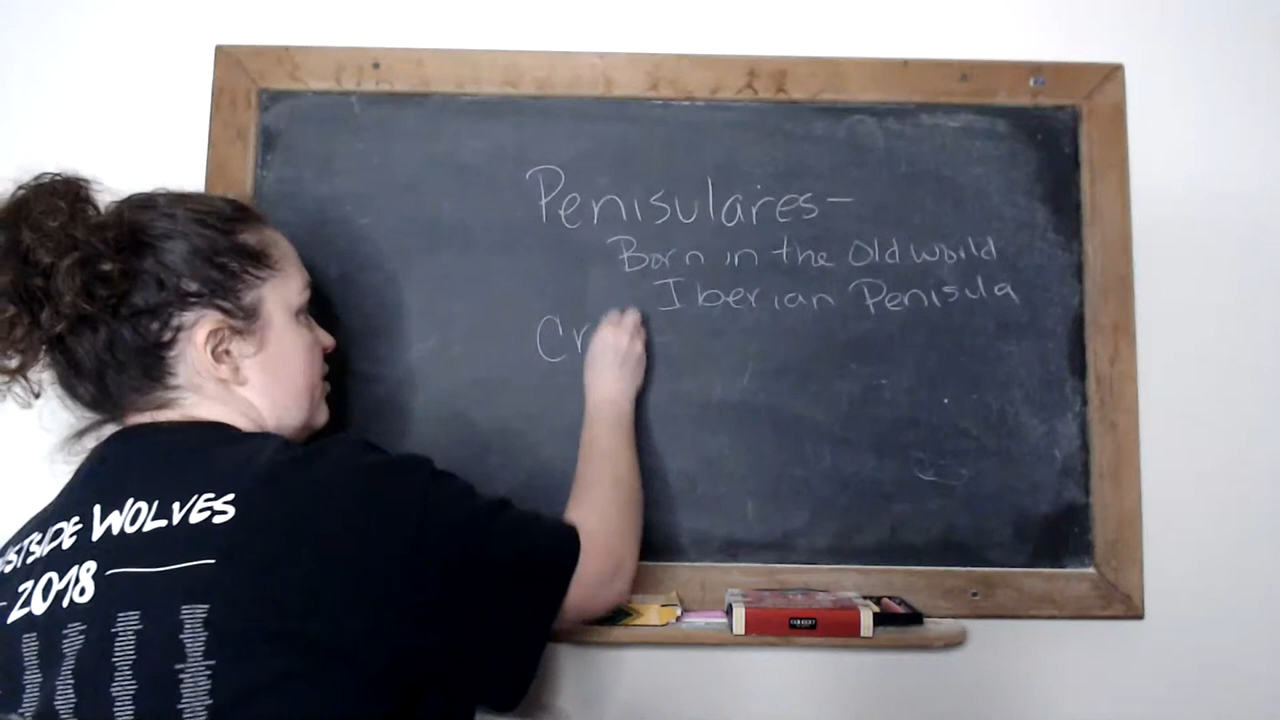 Penisulares-
Born in the Old world
Iberian Penisula
Cr
WOLVES
2018